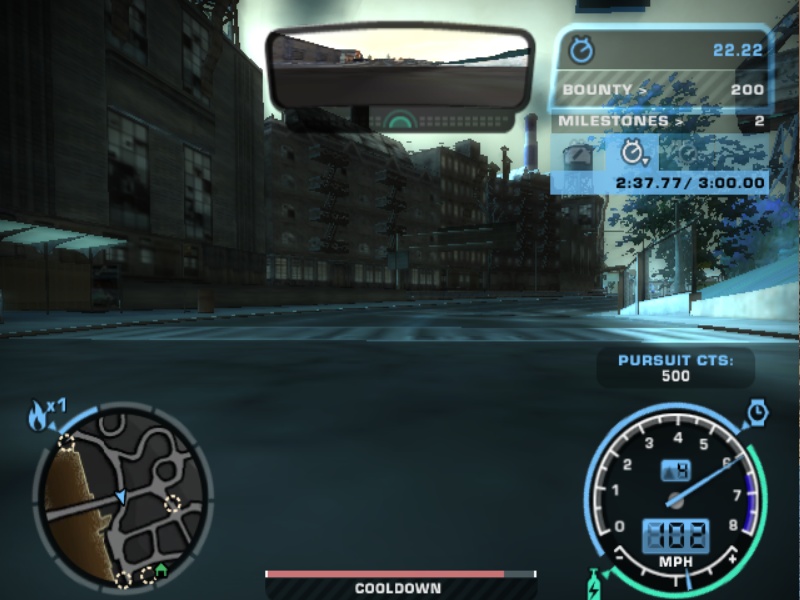 22.22
BOUNTY > 200
MILESTONES > 2
2:37.77/ 3:00.00
PURSUIT CTS:
500
x1
0 1 2 3 4 5 6 7 8
4
102
MPH
- +
COOLDOWN